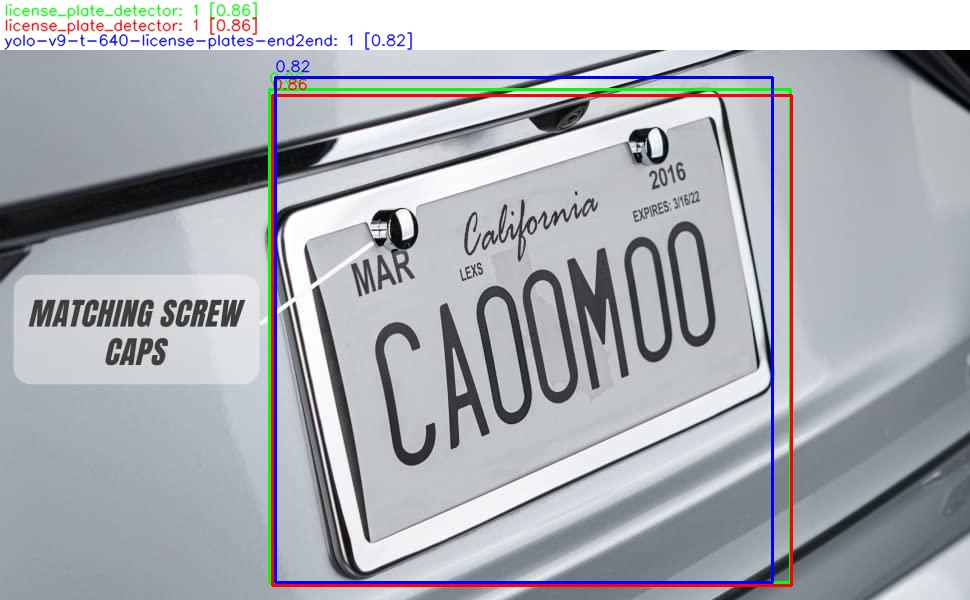 license_plate_detector: 1 [0.86]
license_plate_detector: 1 [0.86]
yolo-v9-t-640-license-plates-end2end: 1 [0.82]
0.82
0.86
2016
California
EXPIRES: 3/16/22
MAR
LEXS
CAOOMOO
MATCHING SCREW
CAPS